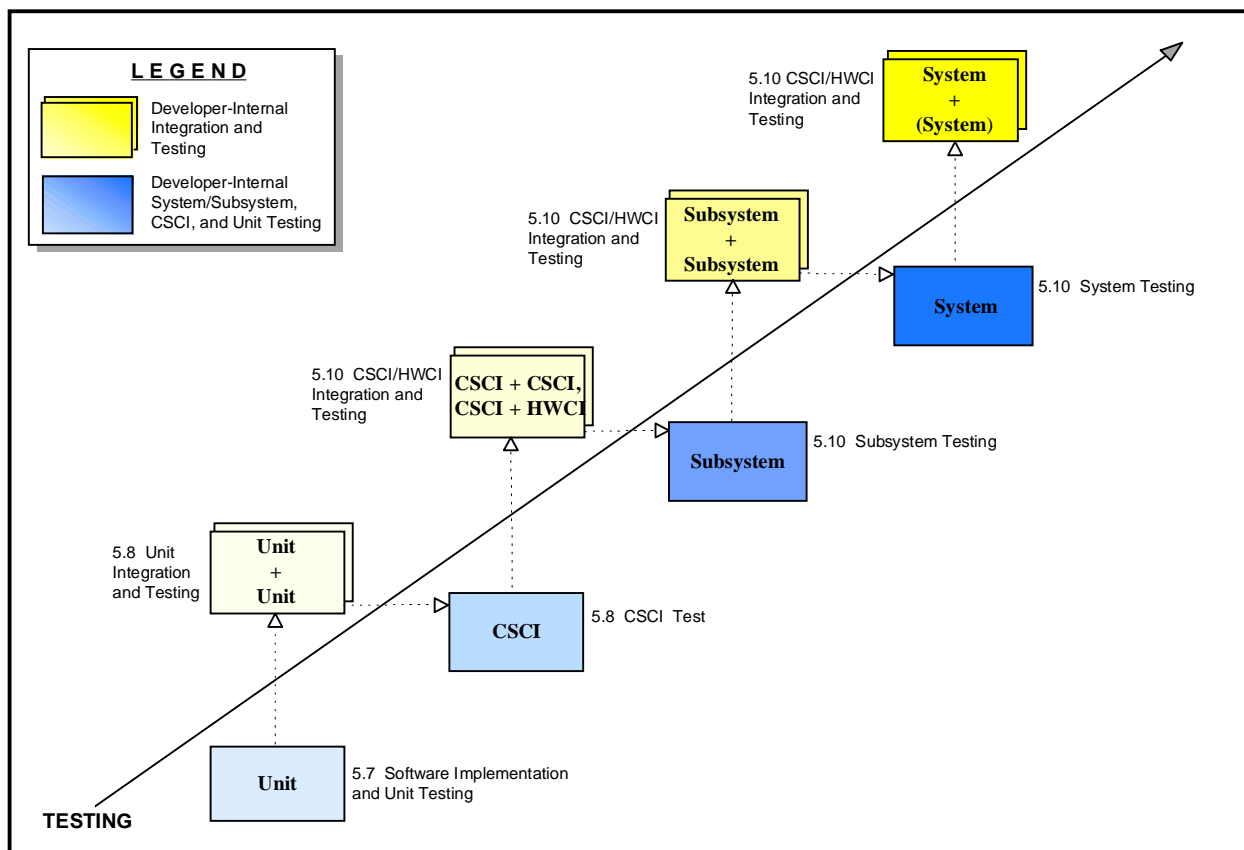 L E G E N D
Developer-Internal
Integration and
Testing
Developer-Internal
System/Subsystem,
CSCI, and Unit Testing
5.10 CSCI/HWCI
Integration and
Testing
System
+
(System)
5.10 CSCI/HWCI
Integration and
Testing
Subsystem
+
Subsystem
System
5.10 System Testing
5.10 CSCI/HWCI
Integration and
Testing
CSCI + CSCI,
CSCI + HWCI
Subsystem
5.10 Subsystem Testing
5.8 Unit
Integration
and Testing
Unit
+
Unit
CSCI
5.8 CSCI Test
Unit
5.7 Software Implementation
and Unit Testing
TESTING